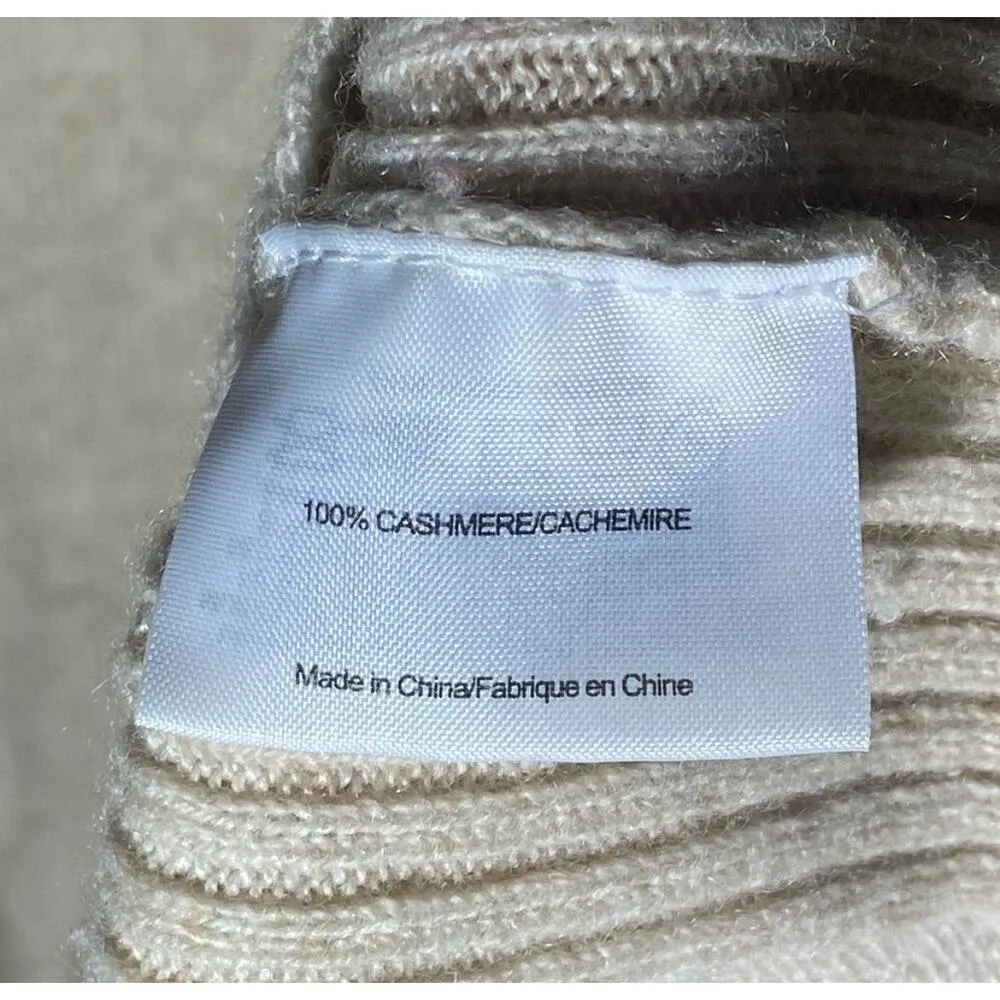 100% CASHMERE/CACHEMIRE
Made in China/Fabrique en Chine